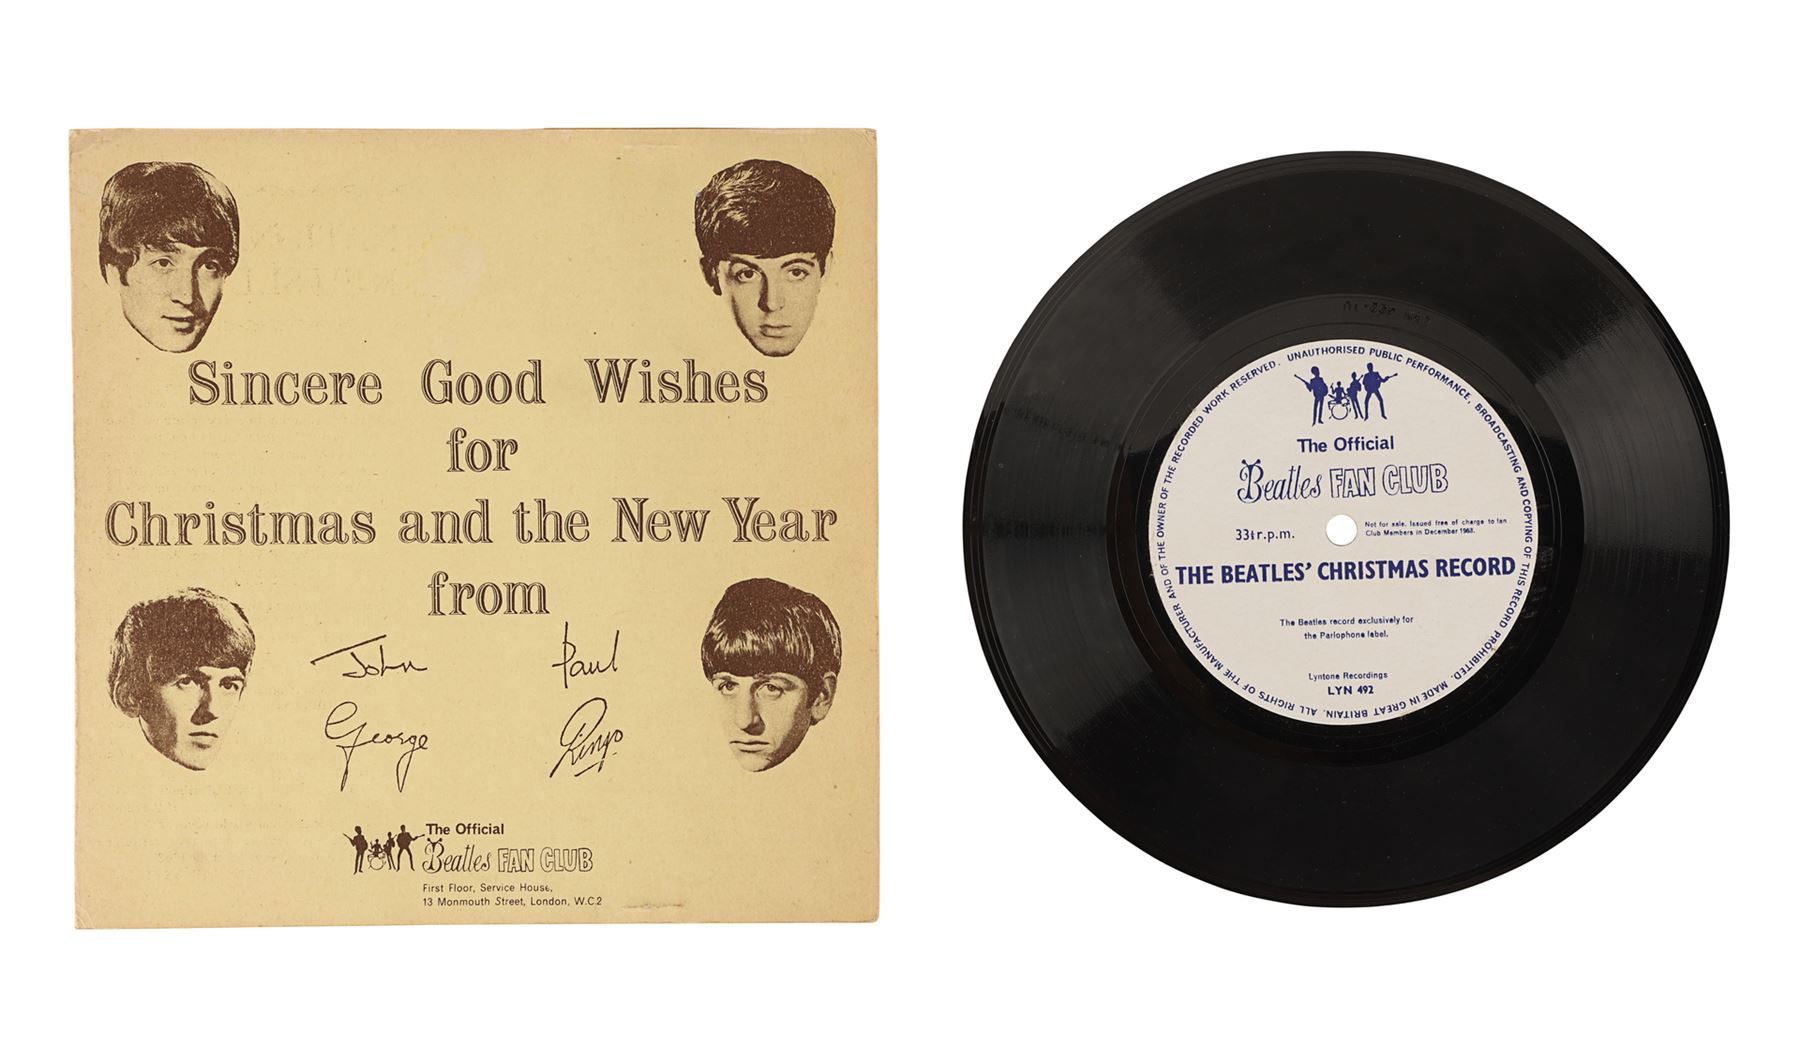 Sincere Good Wishes
for
Christmas and the New Year
from
John
Paul
George
Ringo
The Official
Beatles FAN CLUB
First Floor, Service House,
13 Monmouth Street, London, W.C.2
UNAUTHORISED PUBLIC PERFORMANCE, BROADCASTING AND COPYING OF THIS RECORD PROHIBITED. MADE IN GREAT BRITAIN. ALL RIGHTS OF THE MANUFACTURER AND OF THE OWNER OF THE RECORDED WORK RESERVED.
The Official
Beatles FAN CLUB
33⅓ r.p.m.
Not for sale. Issued free of charge to fan
Club Members in December 1963.
THE BEATLES' CHRISTMAS RECORD
The Beatles record exclusively for
the Parlophone label.
Lyntone Recordings
LYN 492